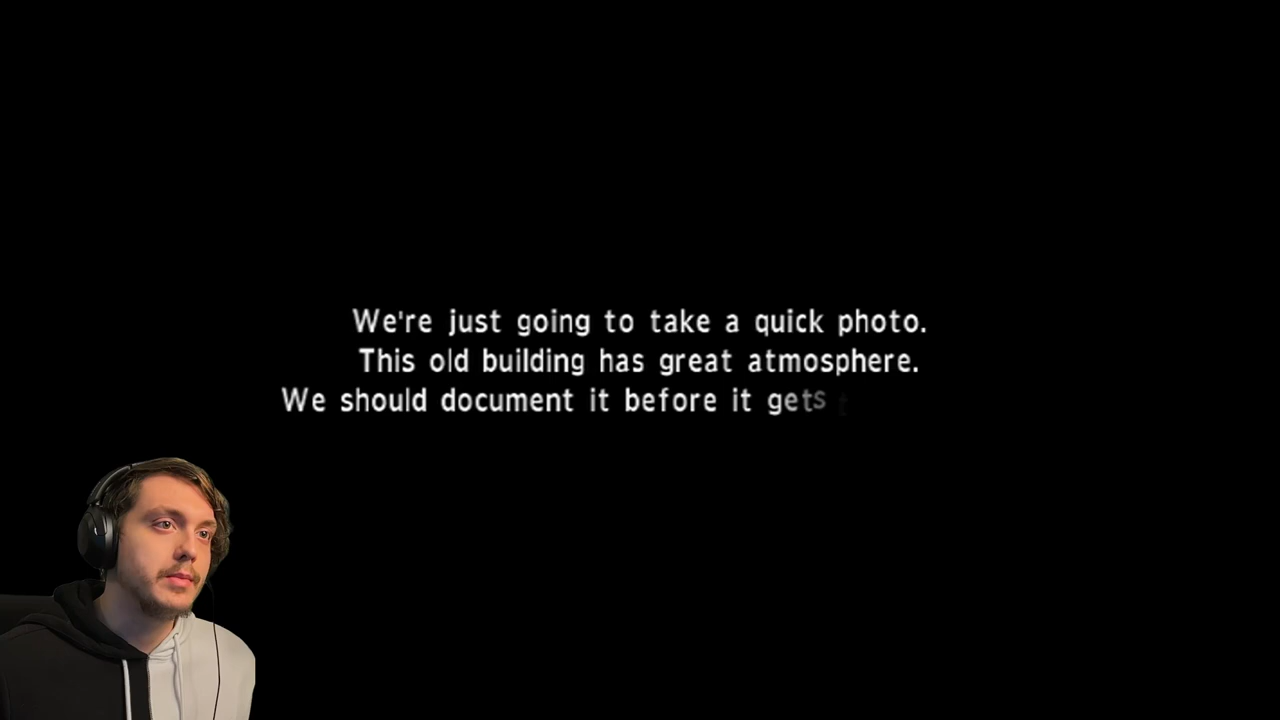 We're just going to take a quick photo.
This old building has great atmosphere.
We should document it before it gets